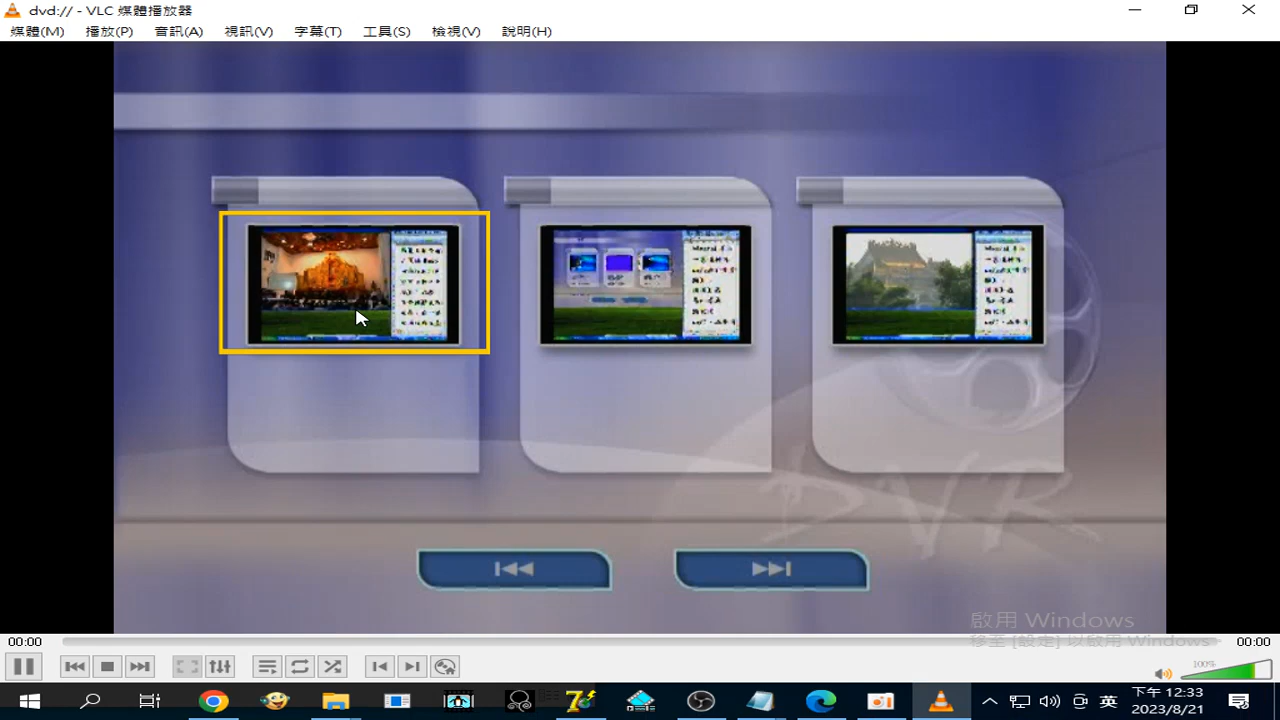 dvd:// - VLC 媒體播放器
媒體(M) 播放(P) 音訊(A) 視訊(V) 字幕(T) 工具(S) 檢視(V) 說明(H)
DVR
啟用 Windows
移至 [設定] 以啟用 Windows。
00:00 00:00
100%
英 下午 12:33
2023/8/21